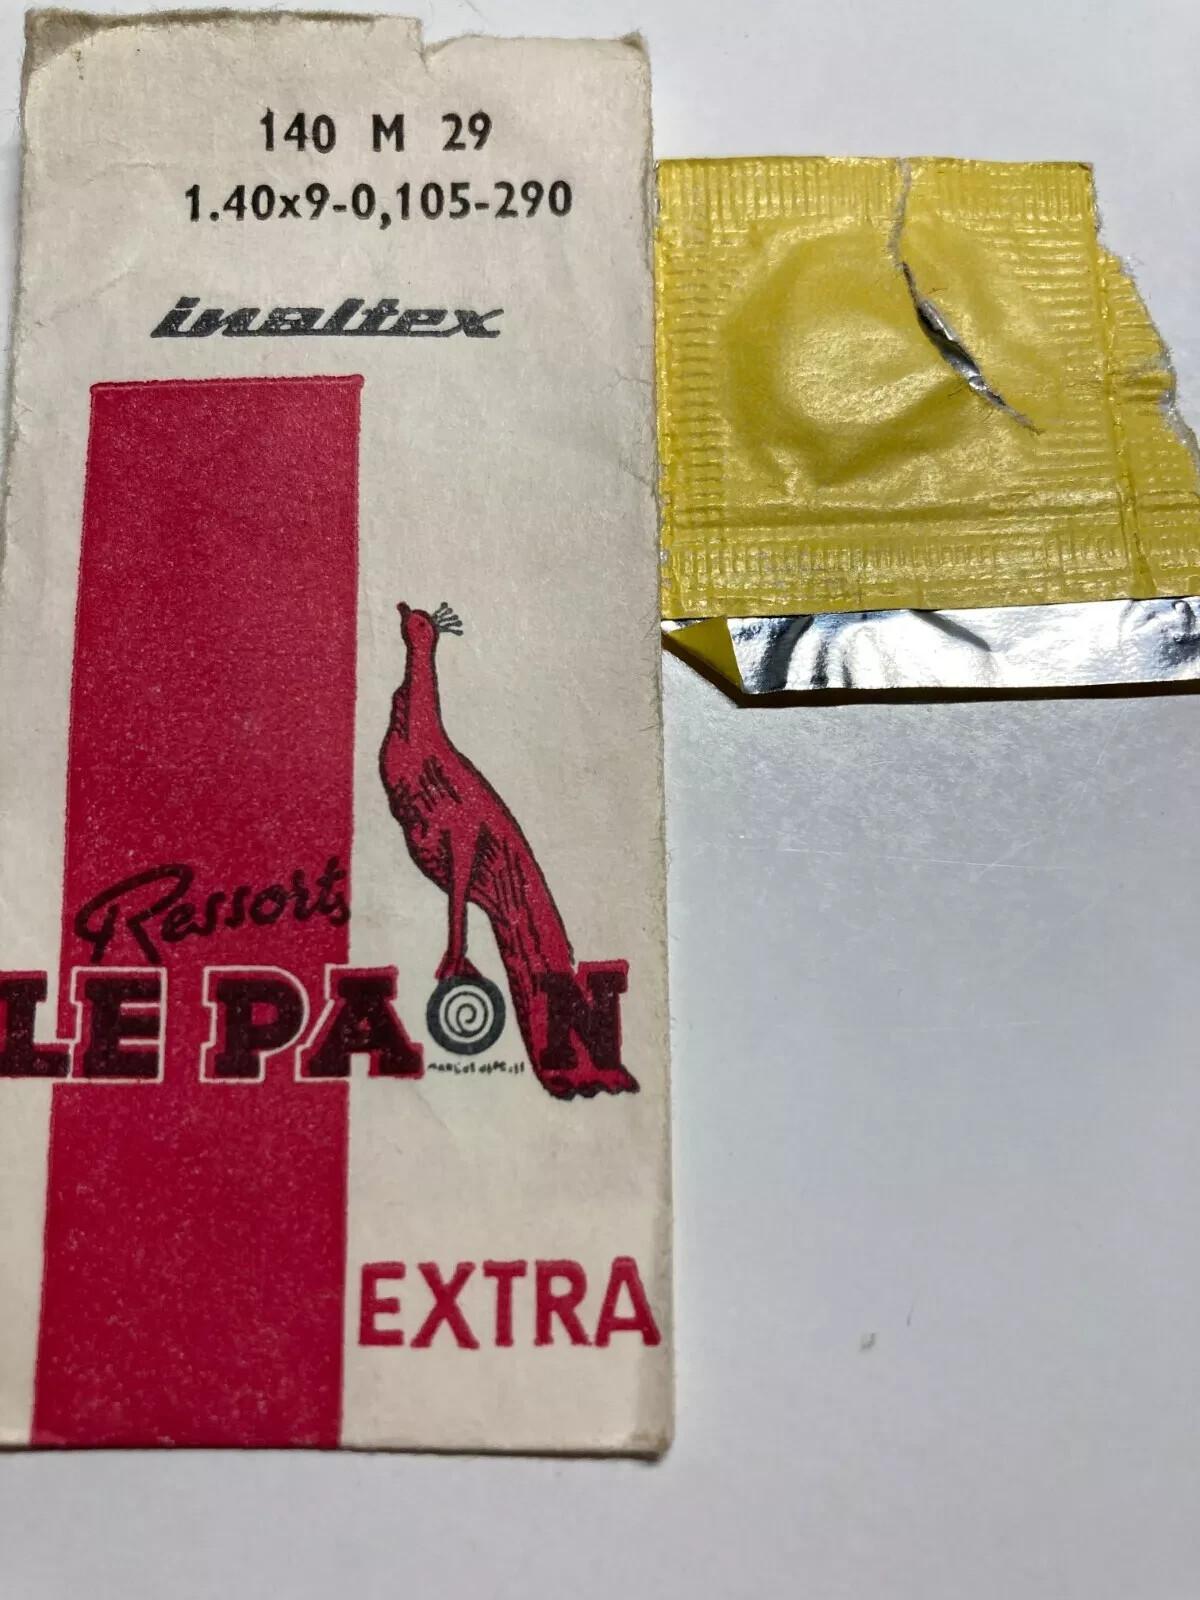 140 M 29
1.40x9-0,105-290
inaltex
Ressorts
LE PAON
EXTRA